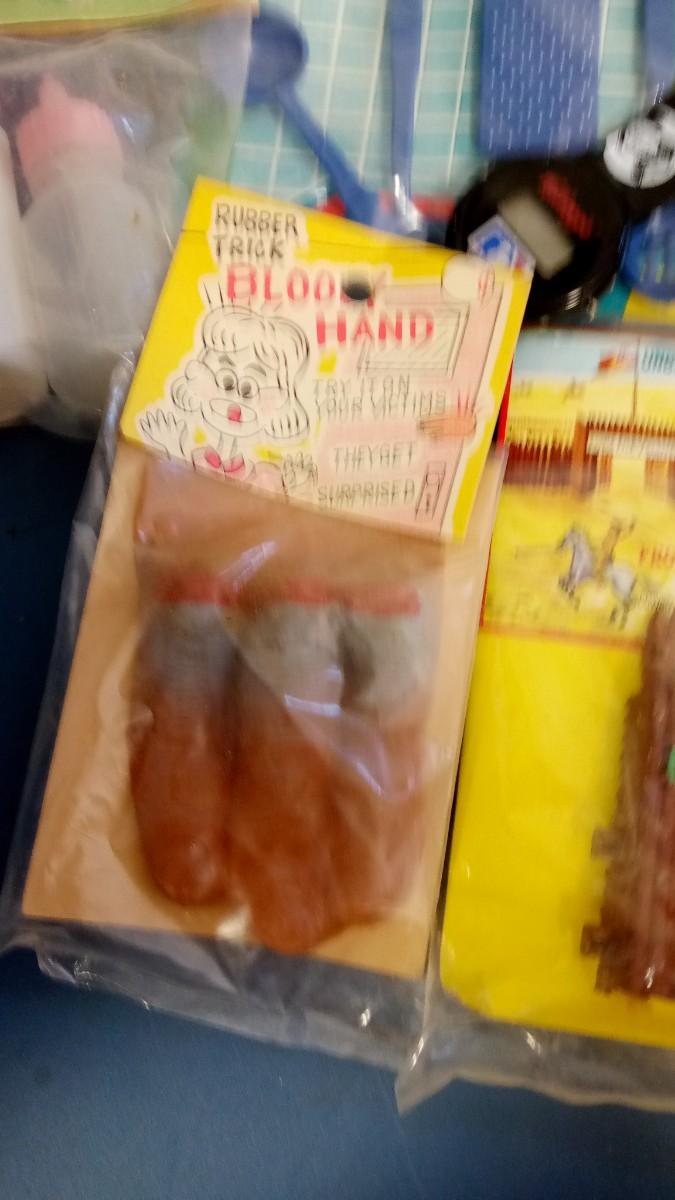 RUBBER
TRICK
BLOODY
HAND
TRY IT ON
YOUR VICTIMS
THEY GET
SURPRISED